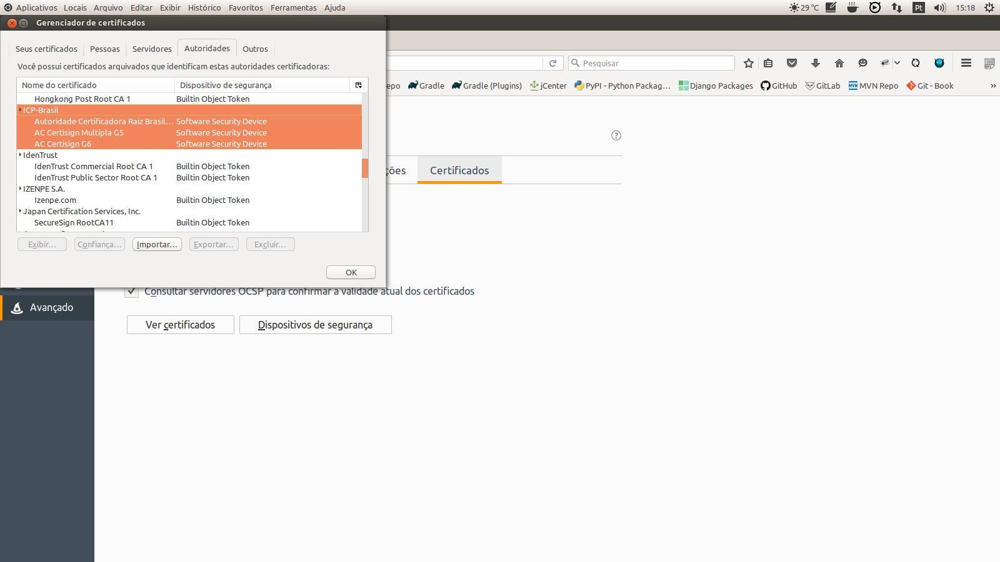 Aplicativos Locais Arquivo Editar Exibir Histórico Favoritos Ferramentas Ajuda 29 °C Pt 15:18
Gerenciador de certificados
Seus certificados Pessoas Servidores Autoridades Outros
Você possui certificados arquivados que identificam estas autoridades certificadoras:
Nome do certificado Dispositivo de segurança
Hongkong Post Root CA 1 Builtin Object Token
ICP-Brasil
Autoridade Certificadora Raiz Brasil... Software Security Device
AC Certisign Multipla G5 Software Security Device
AC Certisign G6 Software Security Device
IdenTrust
IdenTrust Commercial Root CA 1 Builtin Object Token
IdenTrust Public Sector Root CA 1 Builtin Object Token
IZENPE S.A.
Izenpe.com Builtin Object Token
Japan Certification Services, Inc.
SecureSign RootCA11 Builtin Object Token
Exibir... Confiança... Importar... Exportar... Excluir...
OK
Pesquisar
epo Gradle Gradle (Plugins) jCenter PyPI - Python Packag... Django Packages GitHub GitLab MVN MVN Repo Git - Book »
?
ções Certificados
Consultar servidores OCSP para confirmar a validade atual dos certificados
Avançado
Ver certificados Dispositivos de segurança